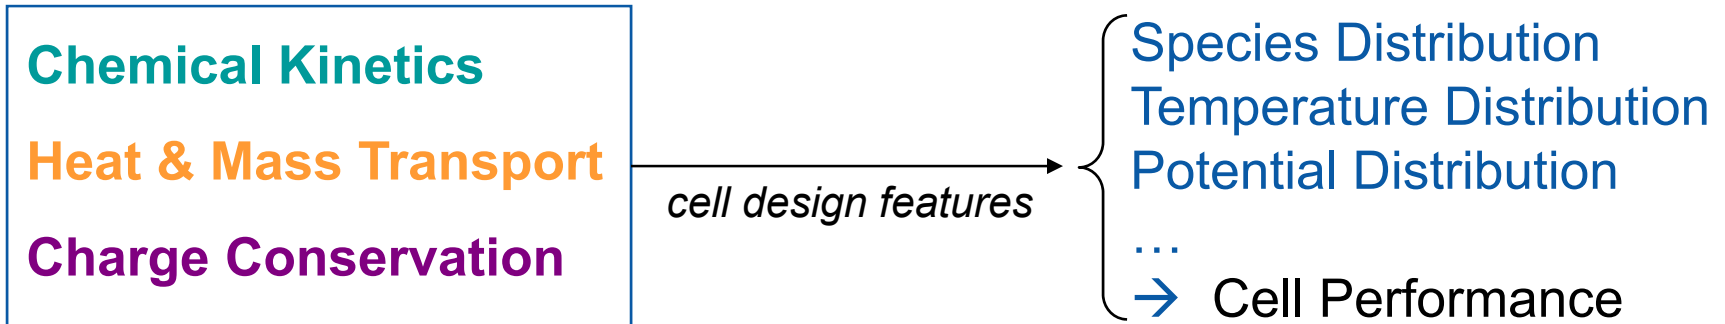 Chemical Kinetics
Heat & Mass Transport
Charge Conservation
cell design features
Species Distribution
Temperature Distribution
Potential Distribution
…
→ Cell Performance